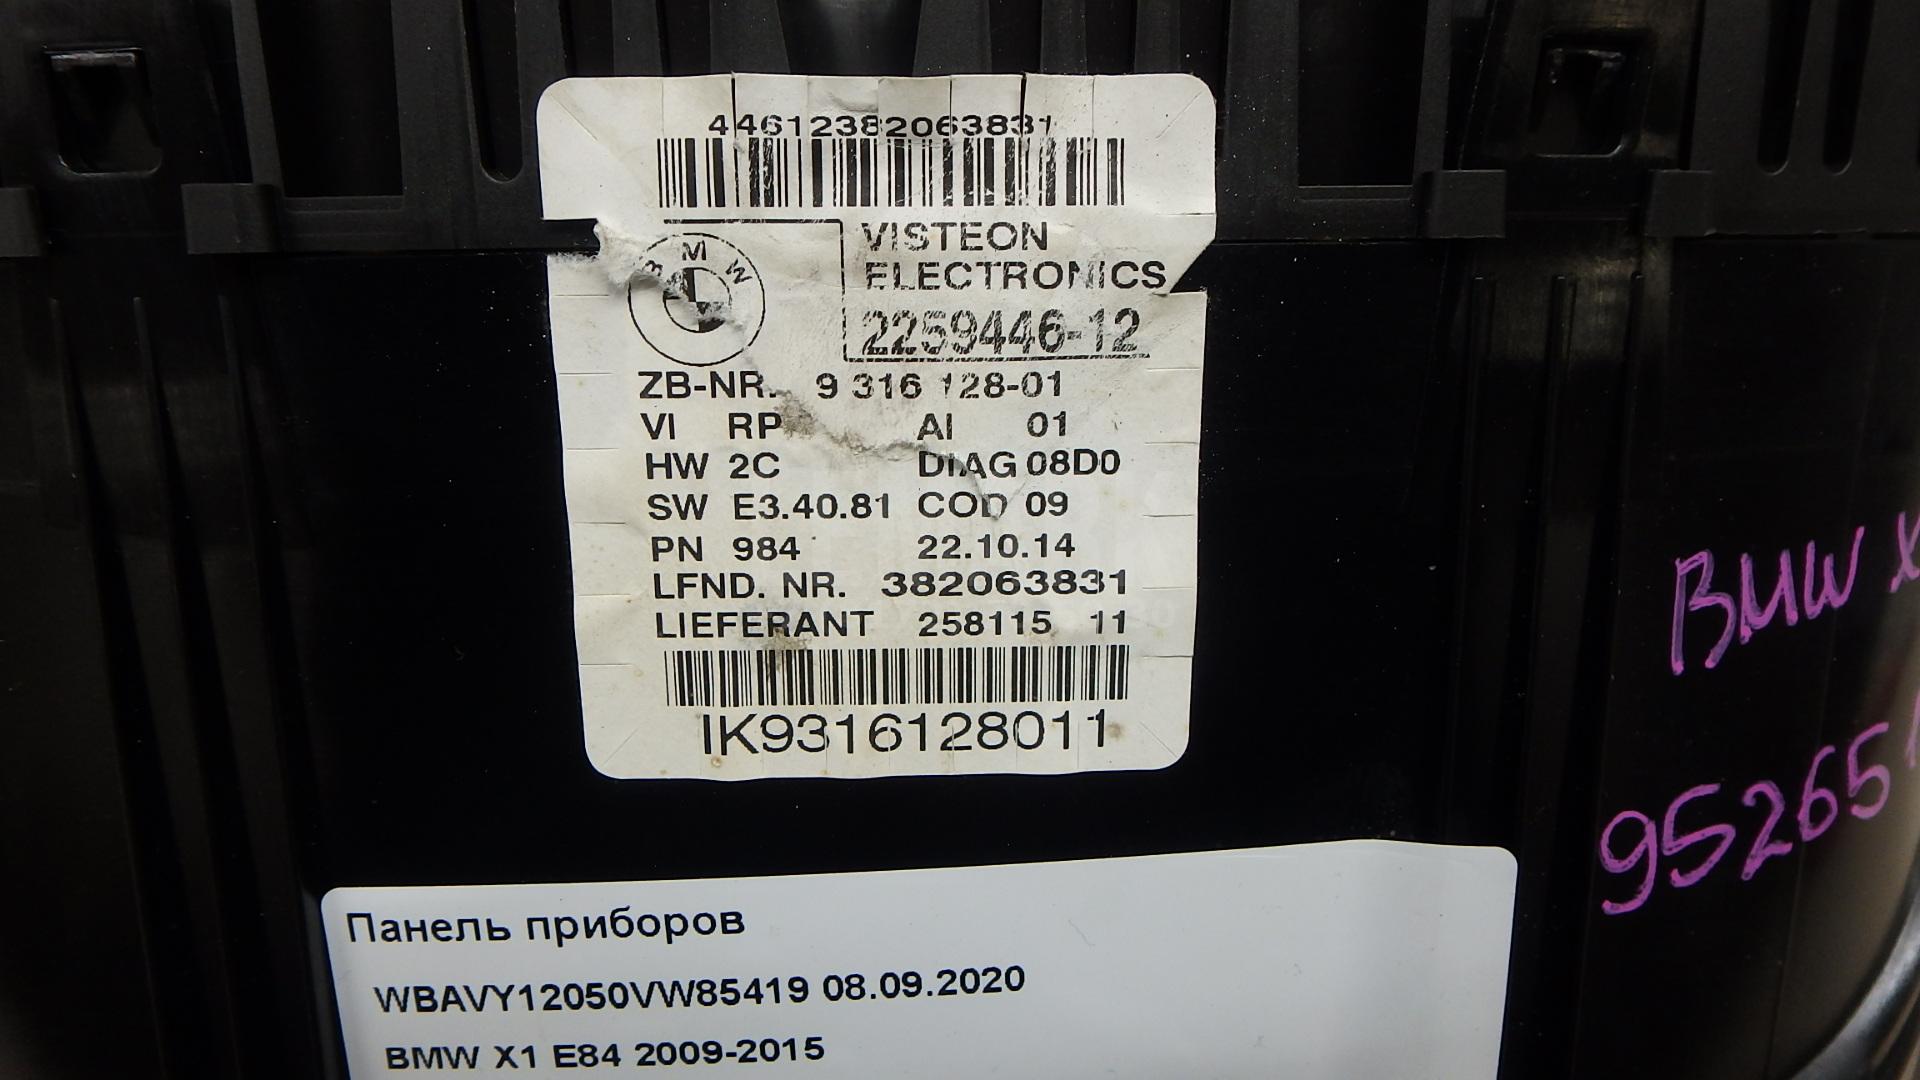 44612382063831
BMW
VISTEON
ELECTRONICS
2259446-12
ZB-NR. 9 316 128-01
VI RP AI 01
HW 2C DIAG 08D0
SW E3.40.81 COD 09
PN 984 22.10.14
LFND. NR. 382063831
LIEFERANT 258115 11
IK9316128011
BMW X
95265
Панель приборов
WBAVY12050VW85419 08.09.2020
BMW X1 E84 2009-2015